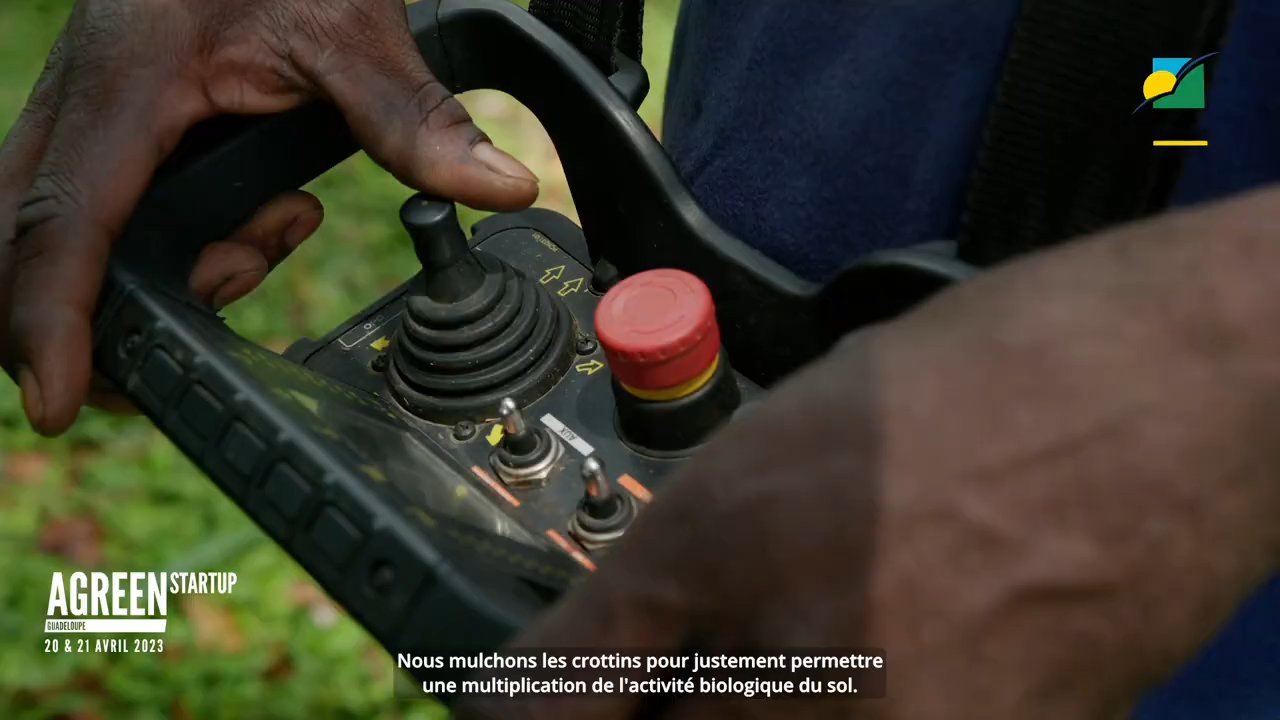 AGREEN STARTUP
GUADELOUPE
20 & 21 AVRIL 2023
AUX
Nous mulchons les crottins pour justement permettre
une multiplication de l'activité biologique du sol.